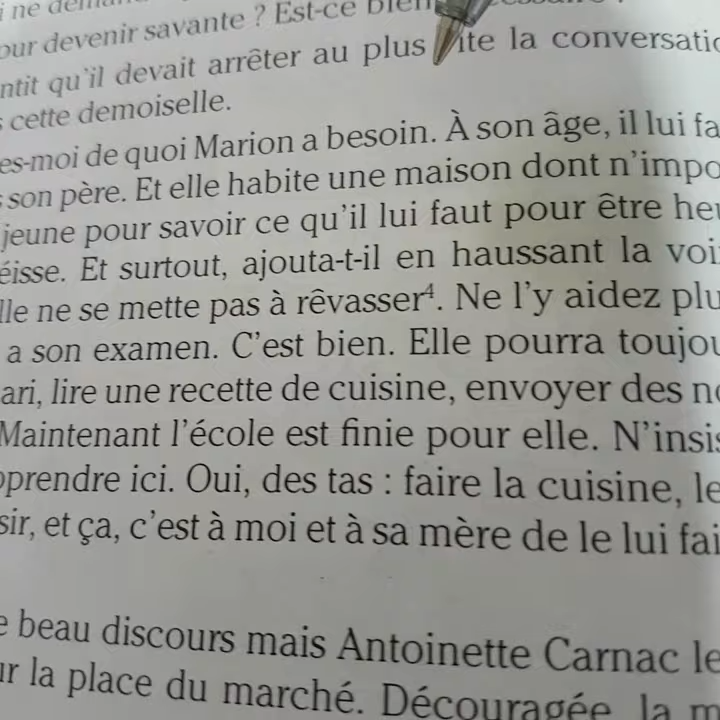 our devenir savante ? Est-ce bien
ntit qu'il devait arrêter au plus ite la conversatio
cette demoiselle.
es-moi de quoi Marion a besoin. À son âge, il lui fa
son père. Et elle habite une maison dont n'impo
jeune pour savoir ce qu'il lui faut pour être heu
éisse. Et surtout, ajouta-t-il en haussant la voi
lle ne se mette pas à rêvasser⁴. Ne l'y aidez plu
a son examen. C'est bien. Elle pourra toujou
ari, lire une recette de cuisine, envoyer des no
Maintenant l'école est finie pour elle. N'insis
pprendre ici. Oui, des tas : faire la cuisine, le
sir, et ça, c'est à moi et à sa mère de le lui fai
e beau discours mais Antoinette Carnac le
ur la place du marché. Découragée, la m